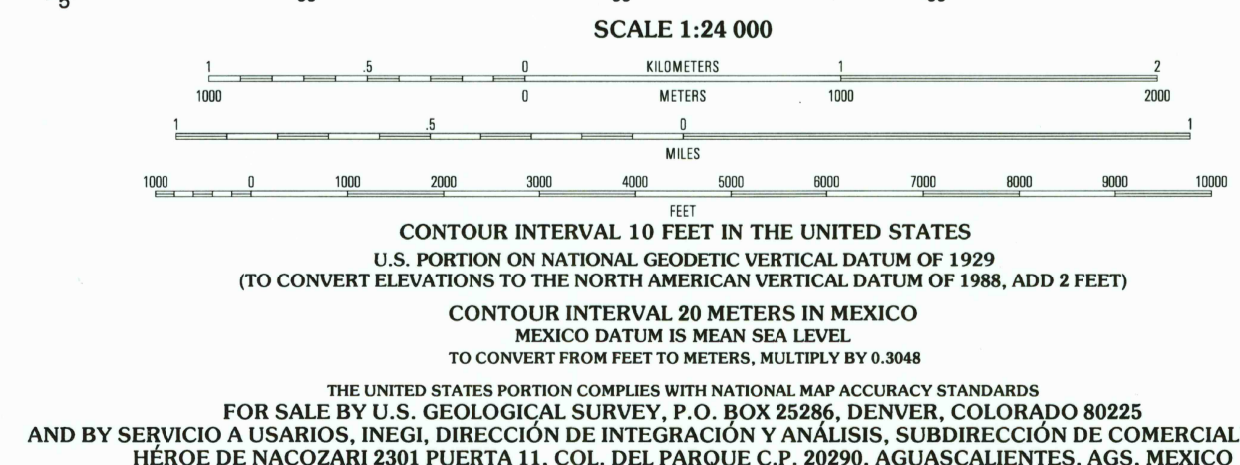 SCALE 1:24 000
1 .5 0 KILOMETERS 1 2
1000 0 METERS 1000 2000
1 .5 0 1
MILES
1000 0 1000 2000 3000 4000 5000 6000 7000 8000 9000 10000
FEET
CONTOUR INTERVAL 10 FEET IN THE UNITED STATES
U.S. PORTION ON NATIONAL GEODETIC VERTICAL DATUM OF 1929
(TO CONVERT ELEVATIONS TO THE NORTH AMERICAN VERTICAL DATUM OF 1988, ADD 2 FEET)
CONTOUR INTERVAL 20 METERS IN MEXICO
MEXICO DATUM IS MEAN SEA LEVEL
TO CONVERT FROM FEET TO METERS, MULTIPLY BY 0.3048
THE UNITED STATES PORTION COMPLIES WITH NATIONAL MAP ACCURACY STANDARDS
FOR SALE BY U.S. GEOLOGICAL SURVEY, P.O. BOX 25286, DENVER, COLORADO 80225
AND BY SERVICIO A USARIOS, INEGI, DIRECCIÓN DE INTEGRACIÓN Y ANÁLISIS, SUBDIRECCIÓN DE COMERCIAL
HÉROE DE NACOZARI 2301 PUERTA 11, COL. DEL PARQUE C.P. 20290, AGUASCALIENTES, AGS. MEXICO